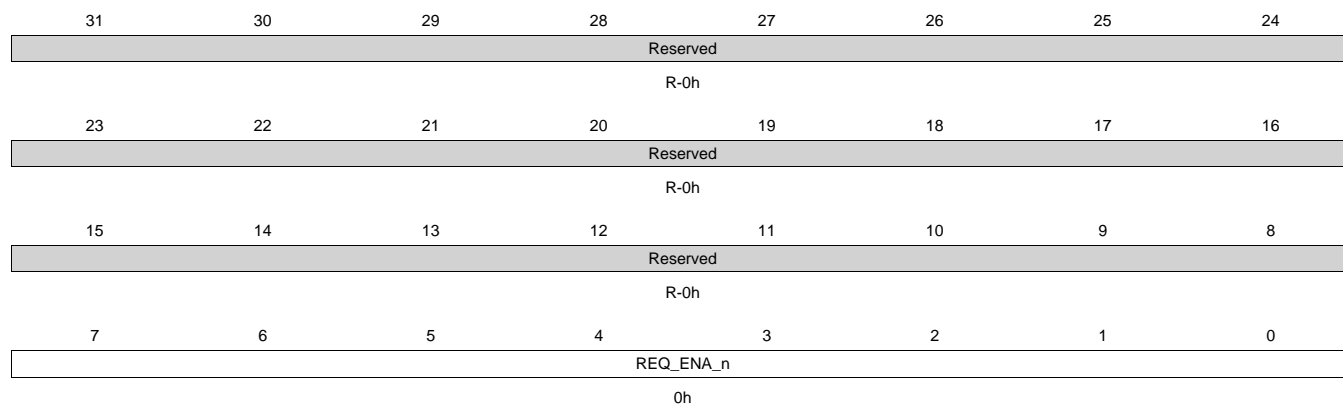 31 30 29 28 27 26 25 24
Reserved
R-0h
23 22 21 20 19 18 17 16
Reserved
R-0h
15 14 13 12 11 10 9 8
Reserved
R-0h
7 6 5 4 3 2 1 0
REQ_ENA_n
0h